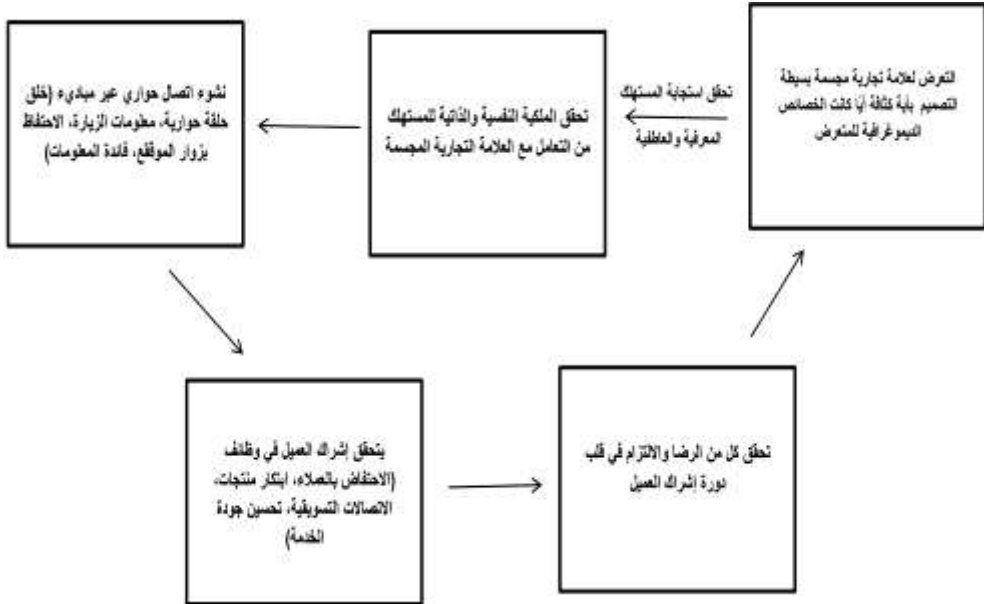 التعرض لعلامة تجارية مجسمة بسيطة
التصميم بأية كثافة أيًا كانت الخصائص
الديموغرافية للمتعرض
تحقق استجابة المستهلك
المعرفية والعاطفية
تحقق الملكية النفسية والذاتية للمستهلك
من التعامل مع العلامة التجارية المجسمة
نشوء اتصال حواري عبر مباديء (خلق
حلقة حوارية، معلومات الزيارة، الاحتفاظ
بزوار الموقع، فائدة المعلومات)
يتحقق إشراك العميل في وظائف
(الاحتفاض بالعملاء، ابتكار منتجات،
الاتصالات التسويقية، تحسين جودة
الخدمة)
تحقق كل من الرضا والالتزام في قلب
دورة إشراك العميل